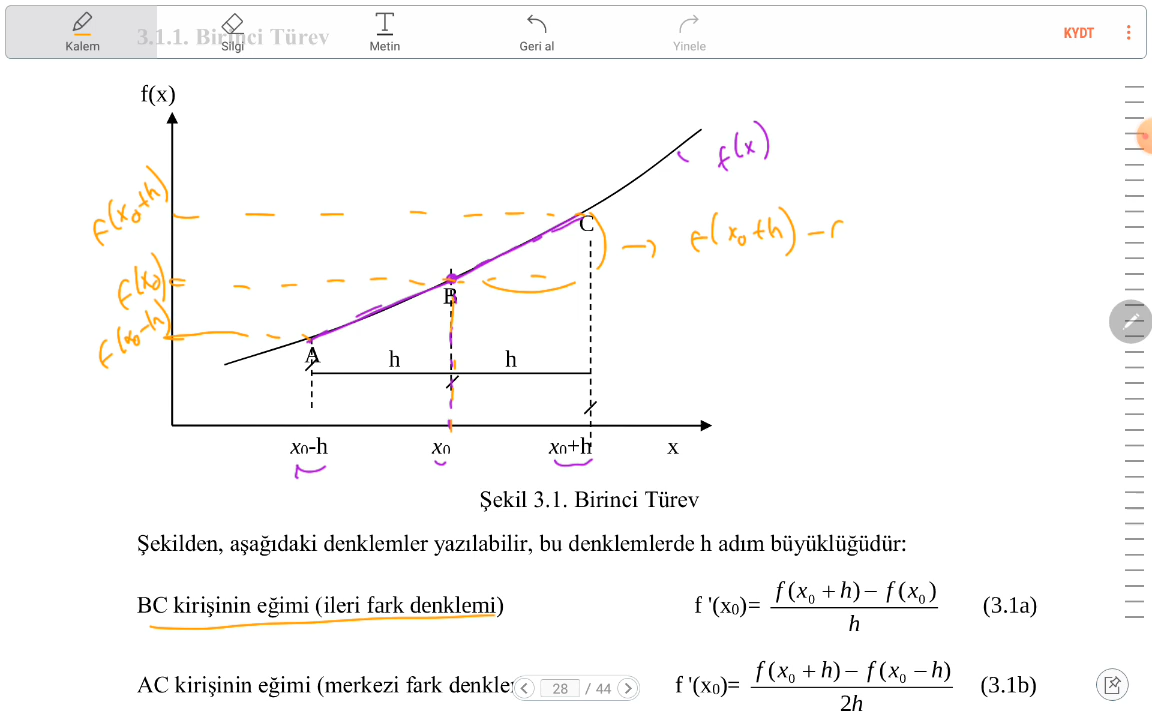 3.1.1. Birinci Türev
Kalem
Silgi
Metin
Geri al
Yinele
KYDT
f(x)
f(x)
f(x₀+h)
C
→ f(x₀+h) –
f(x₀)
B
f(x₀-h)
A
h h
x₀-h x₀ x₀+h x
Şekil 3.1. Birinci Türev
Şekilden, aşağıdaki denklemler yazılabilir, bu denklemlerde h adım büyüklüğüdür:
BC kirişinin eğimi (ileri fark denklemi) f '(x₀)= f(x₀ + h) – f(x₀) / h (3.1a)
AC kirişinin eğimi (merkezi fark f '(x₀)= f(x₀ + h) – f(x₀ – h) / 2h (3.1b)
28 / 44